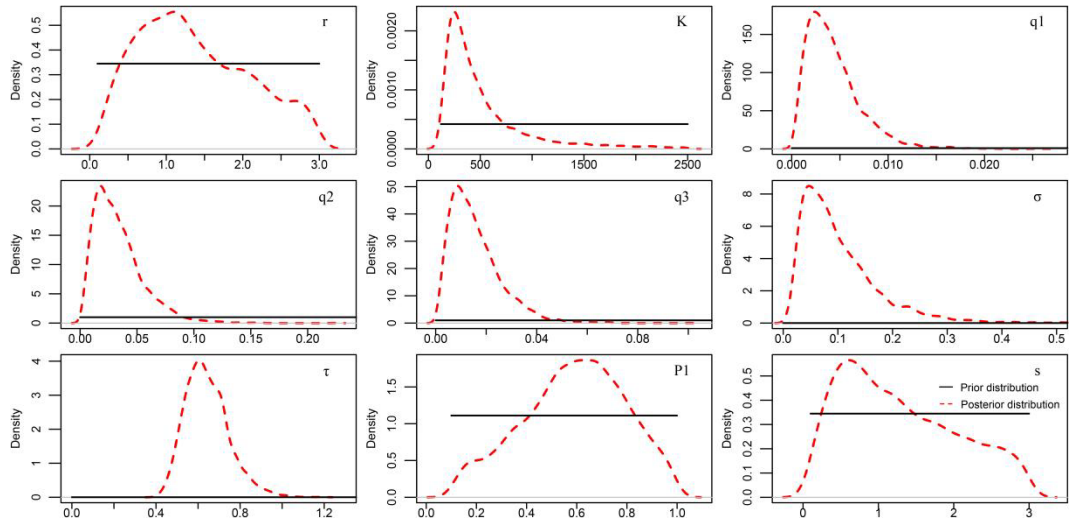 r
Density
0.0 0.1 0.2 0.3 0.4 0.5
0.0 1.0 2.0 3.0
K
Density
0.0000 0.0010 0.0020
0 500 1500 2500
q1
Density
0 50 100 150
0.000 0.010 0.020
q2
Density
0 5 10 15 20
0.00 0.05 0.10 0.15 0.20
q3
Density
0 10 20 30 40 50
0.00 0.04 0.08
σ
Density
0 2 4 6 8
0.0 0.1 0.2 0.3 0.4 0.5
τ
Density
0 1 2 3 4
0.0 0.4 0.8 1.2
P1
Density
0.0 0.5 1.0 1.5
0.0 0.2 0.4 0.6 0.8 1.0
s
Prior distribution
Posterior distribution
Density
0.0 0.1 0.2 0.3 0.4 0.5
0 1 2 3